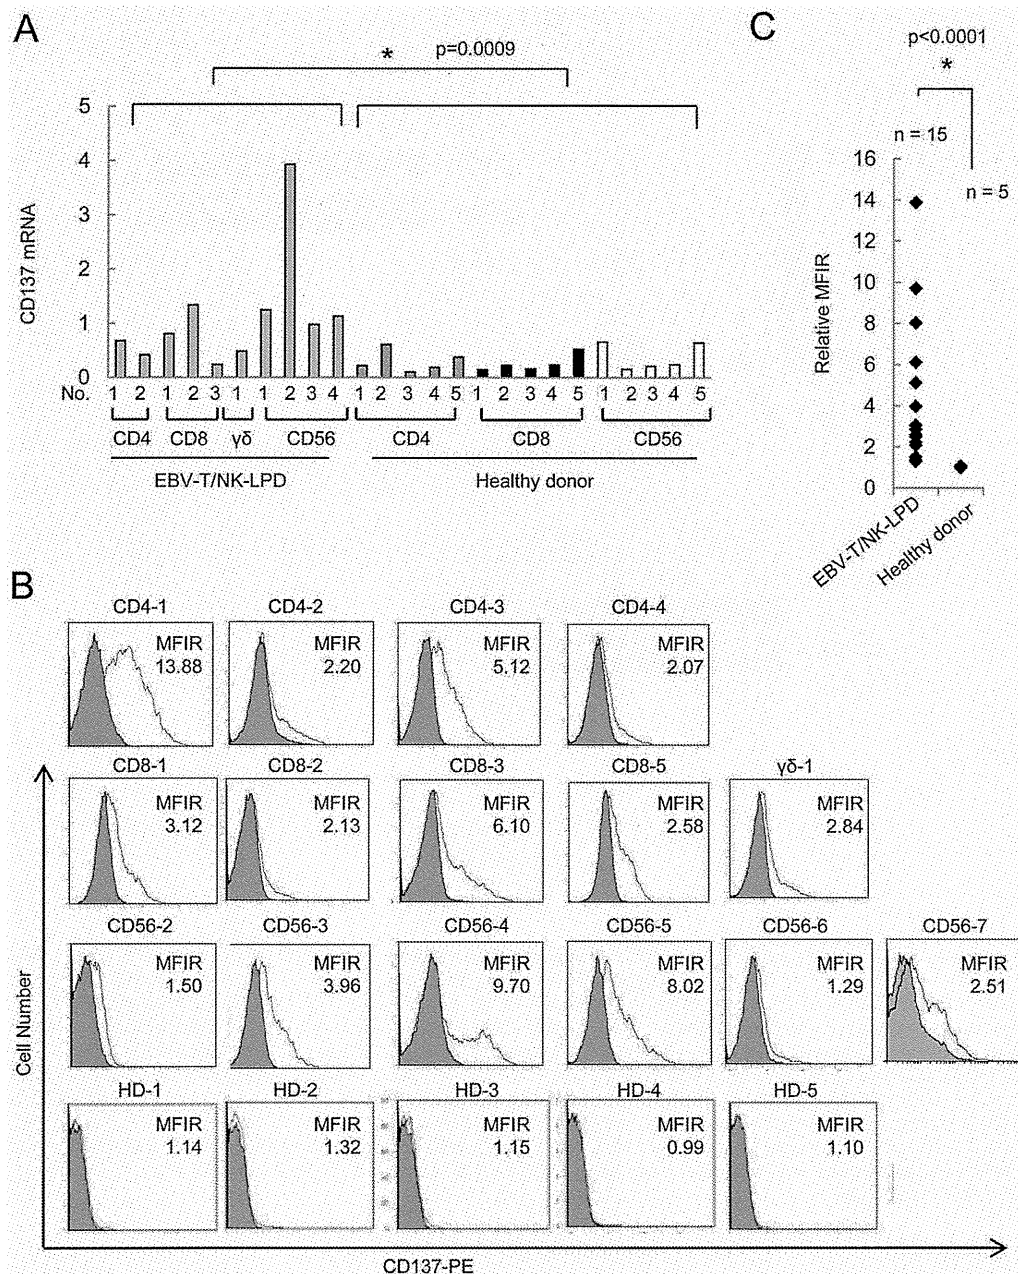 A
* p=0.0009
CD137 mRNA
5
4
3
2
1
0
No. 1 2 1 2 3 1 1 2 3 4 1 2 3 4 5 1 2 3 4 5 1 2 3 4 5
CD4 CD8 γδ CD56 CD4 CD8 CD56
EBV-T/NK-LPD Healthy donor
C
p<0.0001
*
n = 15
n = 5
Relative MFIR
16
14
12
10
8
6
4
2
0
EBV-T/NK-LPD
Healthy donor
B
CD4-1 CD4-2 CD4-3 CD4-4
MFIR MFIR MFIR MFIR
13.88 2.20 5.12 2.07
CD8-1 CD8-2 CD8-3 CD8-5 γδ-1
MFIR MFIR MFIR MFIR MFIR
3.12 2.13 6.10 2.58 2.84
CD56-2 CD56-3 CD56-4 CD56-5 CD56-6 CD56-7
MFIR MFIR MFIR MFIR MFIR MFIR
1.50 3.96 9.70 8.02 1.29 2.51
HD-1 HD-2 HD-3 HD-4 HD-5
MFIR MFIR MFIR MFIR MFIR
1.14 1.32 1.15 0.99 1.10
Cell Number
CD137-PE